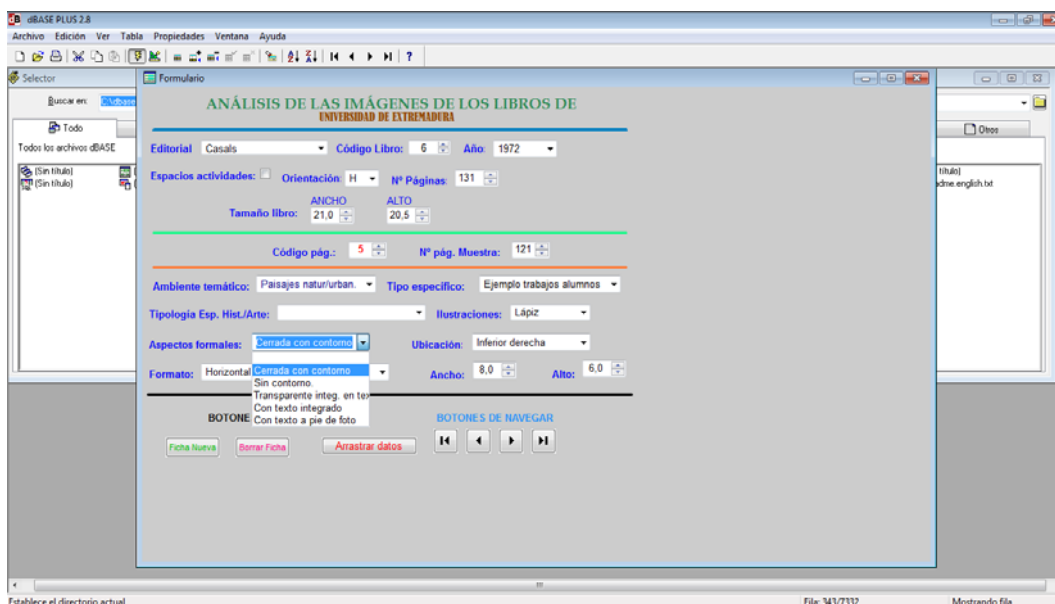 dBASE PLUS 2.8
Archivo Edición Ver Tabla Propiedades Ventana Ayuda
Selector
Formulario
Buscar en: C:\dbase
ANÁLISIS DE LAS IMÁGENES DE LOS LIBROS DE
UNIVERSIDAD DE EXTREMADURA
Todo
Otros
Todos los archivos dBASE
Editorial Casals Código Libro: 6 Año: 1972
(Sin título)
(Sin título)
título)
dme.english.txt
Espacios actividades: Orientación: H Nº Páginas: 131
ANCHO ALTO
Tamaño libro: 21,0 20,5
Código pág.: 5 Nº pág. Muestra: 121
Ambiente temático: Paisajes natur/urban. Tipo específico: Ejemplo trabajos alumnos
Tipología Esp. Hist./Arte: Ilustraciones: Lápiz
Aspectos formales: Cerrada con contorno Ubicación: Inferior derecha
Formato: Horizontal Ancho: 8,0 Alto: 6,0
Cerrada con contorno
Sin contorno.
Transparente integ. en tex
Con texto integrado
Con texto a pie de foto
BOTONE BOTONES DE NAVEGAR
Ficha Nueva Borrar Ficha Arrastrar datos
Establece el directorio actual Fila: 343/7332 Mostrando fila